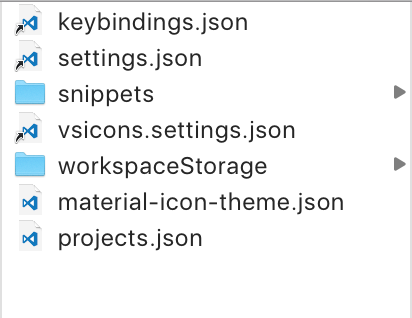 keybindings.json
settings.json
snippets
vsicons.settings.json
workspaceStorage
material-icon-theme.json
projects.json